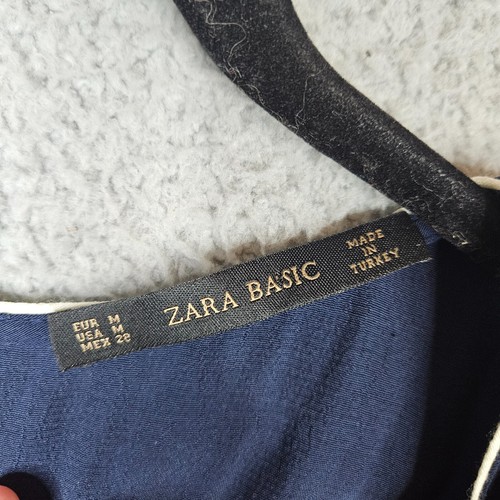 EUR M
USA M
MEX 28
ZARA BASIC
MADE
IN
TURKEY